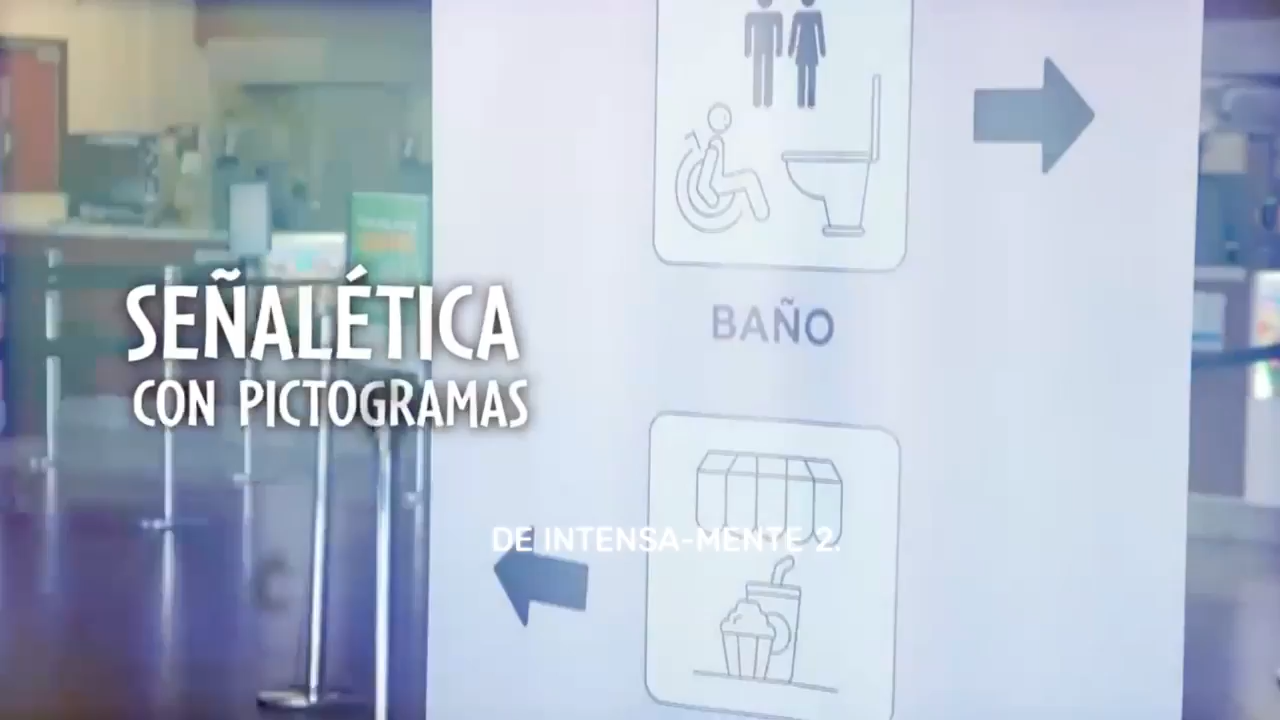 SEÑALÉTICA
CON PICTOGRAMAS
BAÑO
DE INTENSA-MENTE 2.